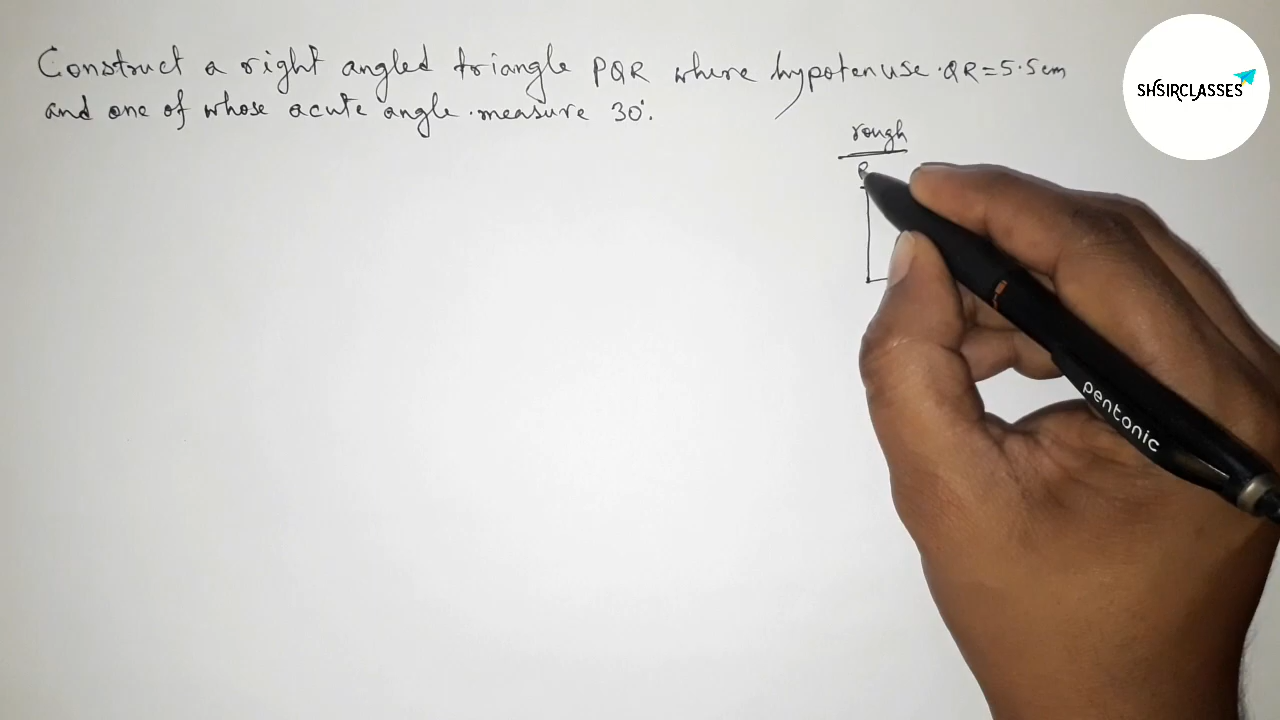 Construct a right angled triangle PQR where hypotenuse QR = 5.5cm
and one of whose acute angle measure 30°.
SHSIRCLASSES
rough
pentonic